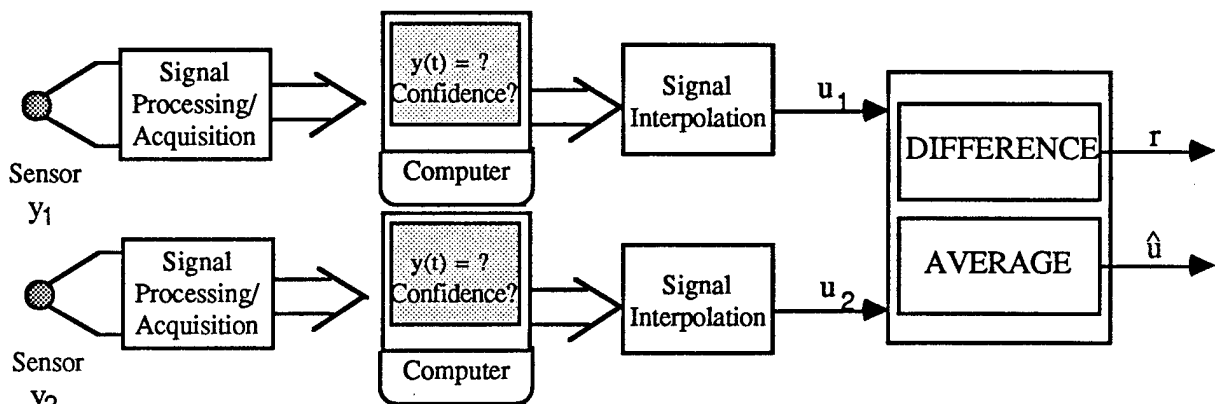 Signal
Processing/
Acquisition
y(t) = ?
Confidence?
Computer
Signal
Interpolation
u1
DIFFERENCE
r
Sensor
y1
Signal
Processing/
Acquisition
y(t) = ?
Confidence?
Computer
Signal
Interpolation
u2
AVERAGE
û
Sensor
y2